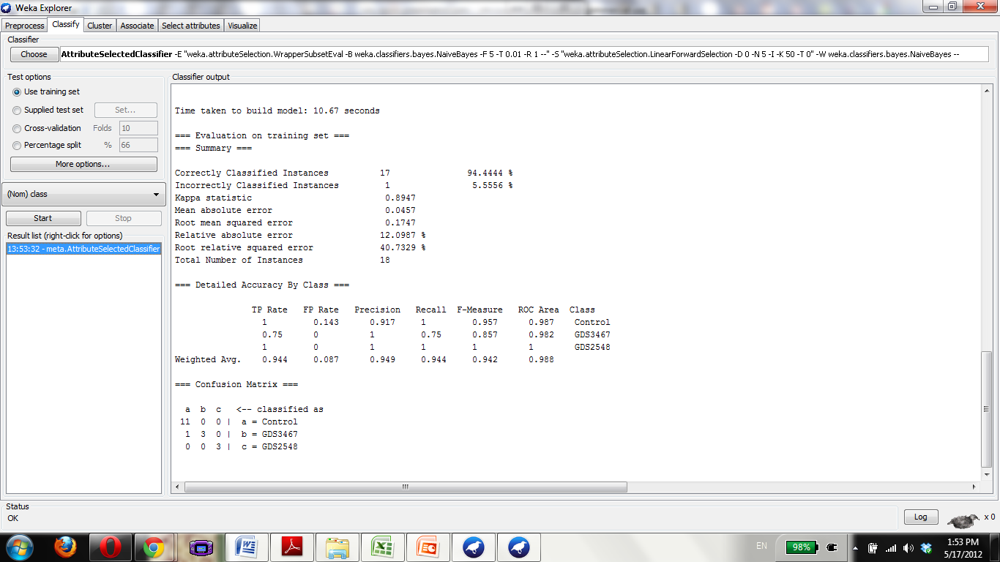 Weka Explorer
Preprocess Classify Cluster Associate Select attributes Visualize
Classifier
Choose AttributeSelectedClassifier -E "weka.attributeSelection.WrapperSubsetEval -B weka.classifiers.bayes.NaiveBayes -F 5 -T 0.01 -R 1 --" -S "weka.attributeSelection.LinearForwardSelection -D 0 -N 5 -I -K 50 -T 0" -W weka.classifiers.bayes.NaiveBayes --
Test options
Use training set
Supplied test set Set...
Cross-validation Folds 10
Percentage split % 66
More options...
(Nom) class
Start Stop
Result list (right-click for options)
13:53:32 - meta.AttributeSelectedClassifier
Classifier output
Time taken to build model: 10.67 seconds
=== Evaluation on training set ===
=== Summary ===
Correctly Classified Instances 17 94.4444 %
Incorrectly Classified Instances 1 5.5556 %
Kappa statistic 0.8947
Mean absolute error 0.0457
Root mean squared error 0.1747
Relative absolute error 12.0987 %
Root relative squared error 40.7329 %
Total Number of Instances 18
=== Detailed Accuracy By Class ===
TP Rate FP Rate Precision Recall F-Measure ROC Area Class
1 0.143 0.917 1 0.957 0.987 Control
0.75 0 1 0.75 0.857 0.982 GDS3467
1 0 1 1 1 1 GDS2548
Weighted Avg. 0.944 0.087 0.949 0.944 0.942 0.988
=== Confusion Matrix ===
a b c <-- classified as
11 0 0 | a = Control
1 3 0 | b = GDS3467
0 0 3 | c = GDS2548
Status
OK
Log x 0
EN 98% 1:53 PM
5/17/2012